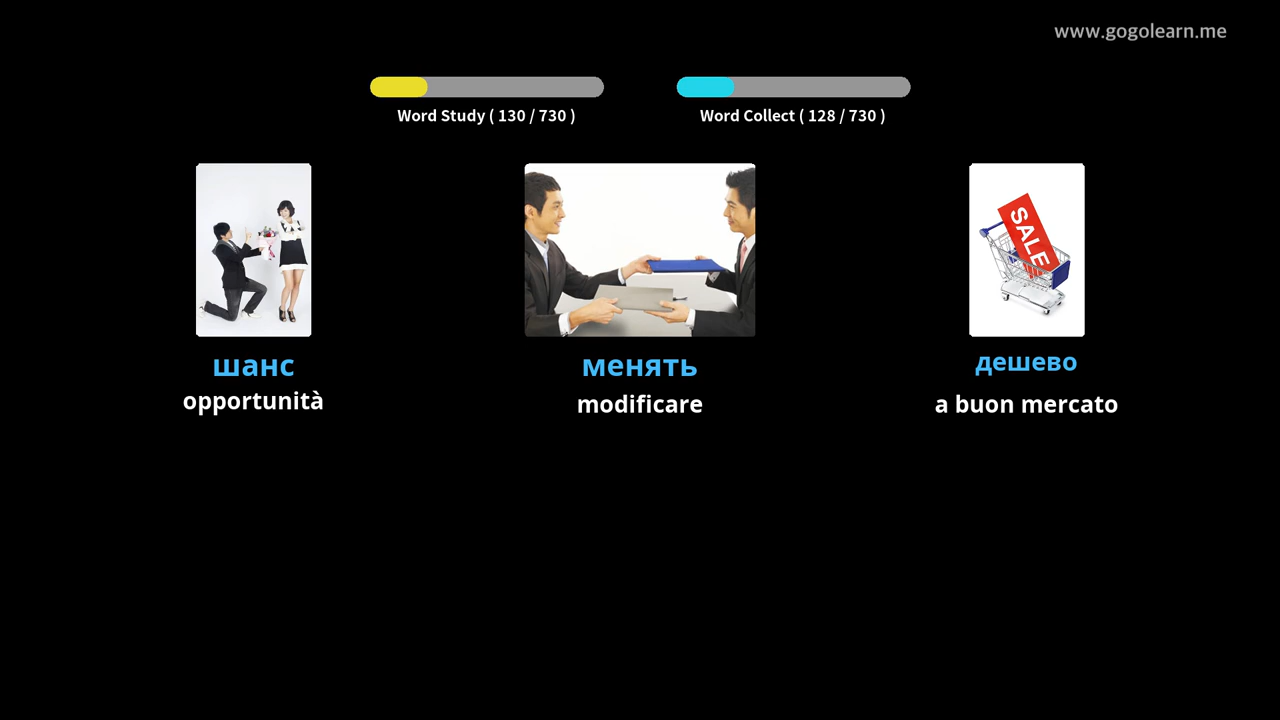 www.gogolearn.me
Word Study ( 130 / 730 )
Word Collect ( 128 / 730 )
SALE
шанс
менять
дешево
opportunità
modificare
a buon mercato